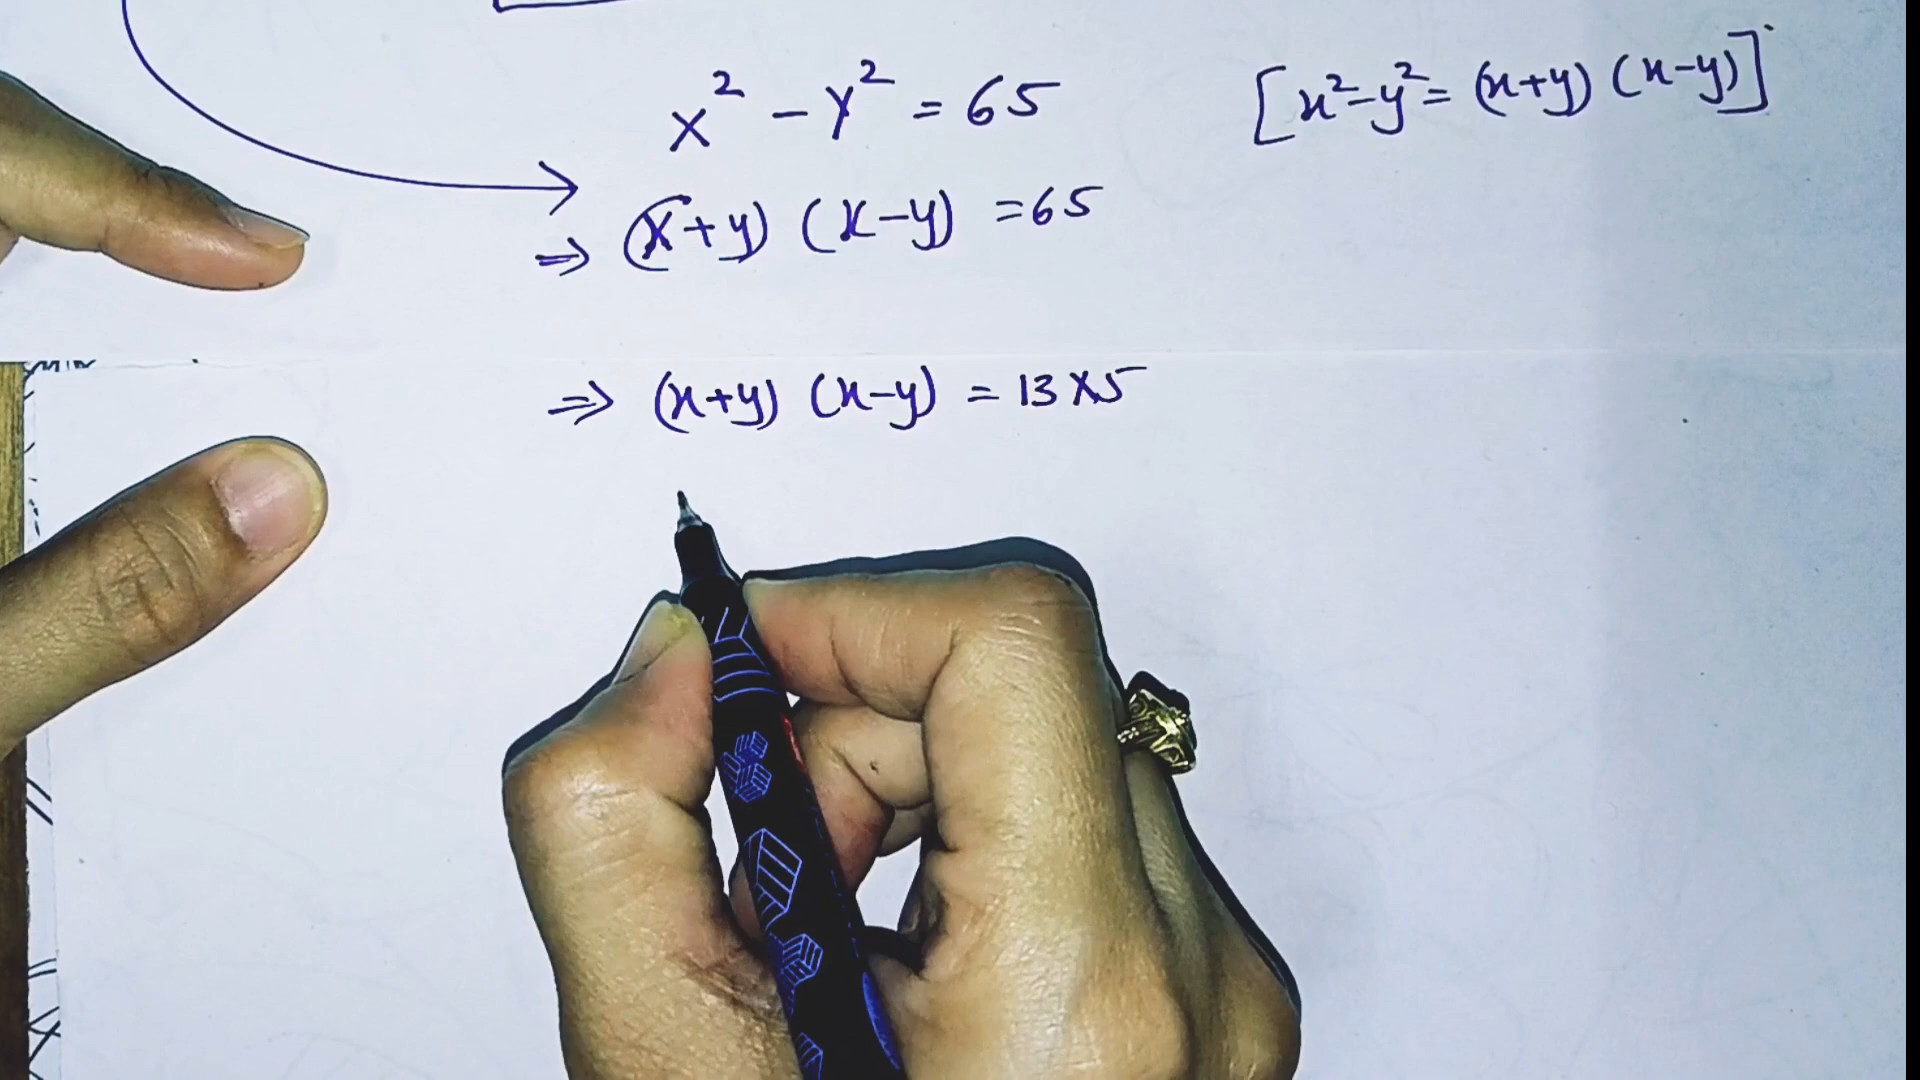 x² - y² = 65 [x²-y² = (x+y) (x-y)]
⇒ (x+y) (x-y) = 65
⇒ (x+y) (x-y) = 13 x 5